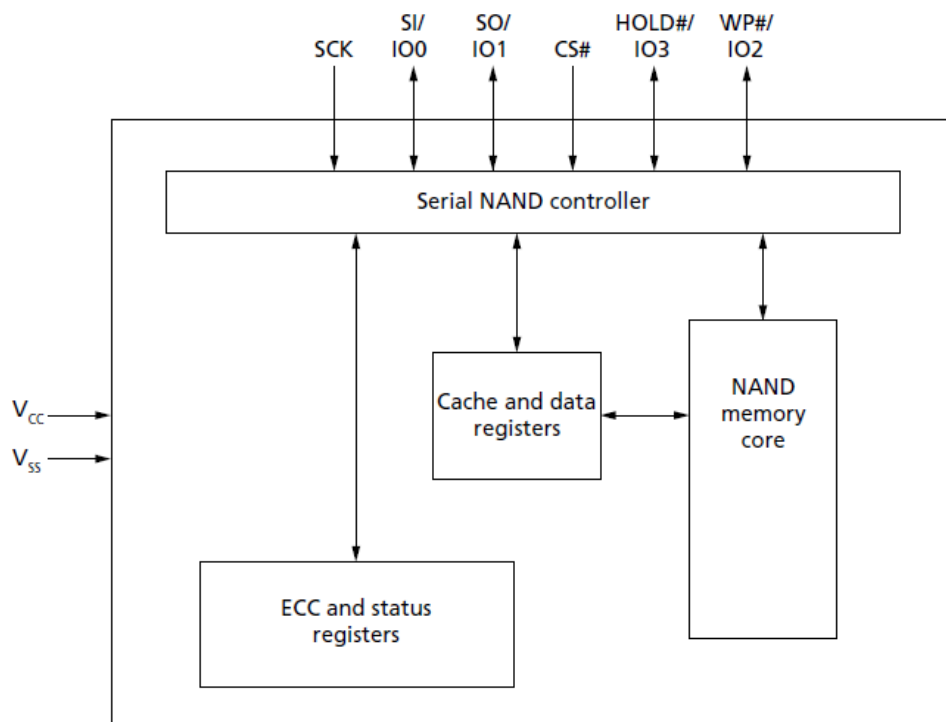 SCK
SI/
IO0
SO/
IO1
CS#
HOLD#/
IO3
WP#/
IO2
Serial NAND controller
Cache and data
registers
NAND
memory
core
VCC
VSS
ECC and status
registers